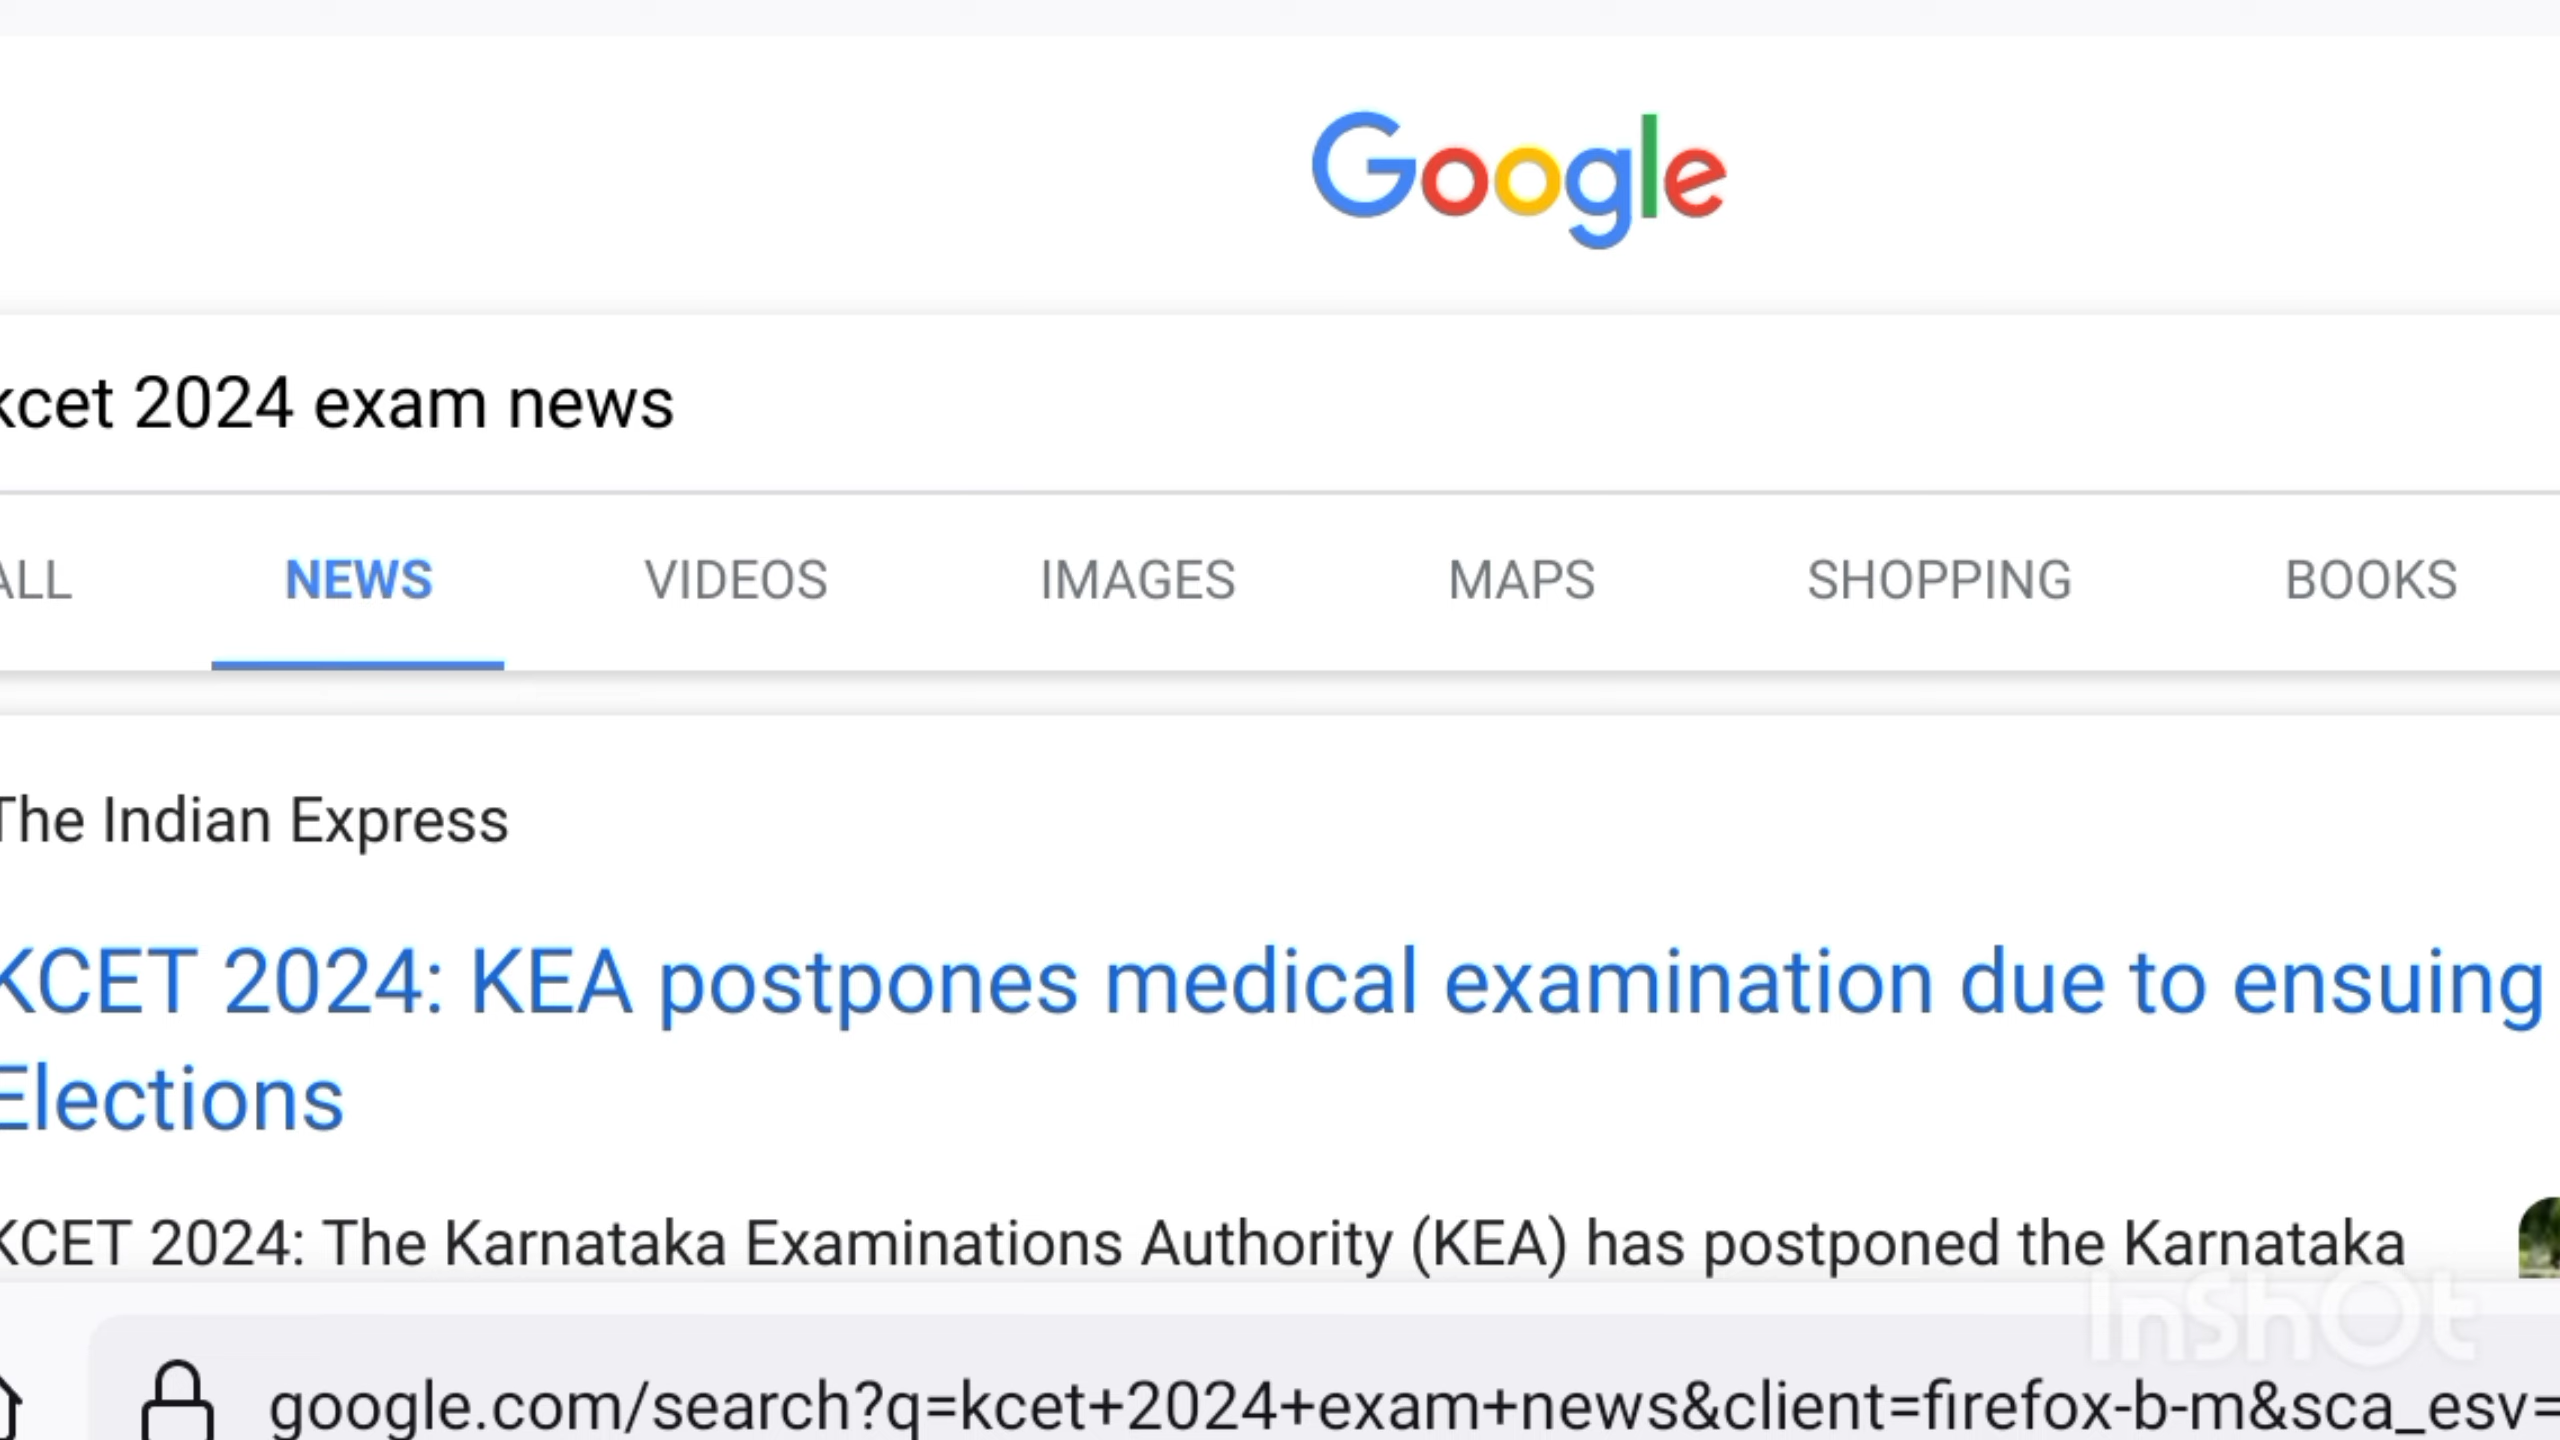 Google
kcet 2024 exam news
ALL NEWS VIDEOS IMAGES MAPS SHOPPING BOOKS
The Indian Express
KCET 2024: KEA postpones medical examination due to ensuing
Elections
KCET 2024: The Karnataka Examinations Authority (KEA) has postponed the Karnataka
InShOt
google.com/search?q=kcet+2024+exam+news&client=firefox-b-m&sca_esv=